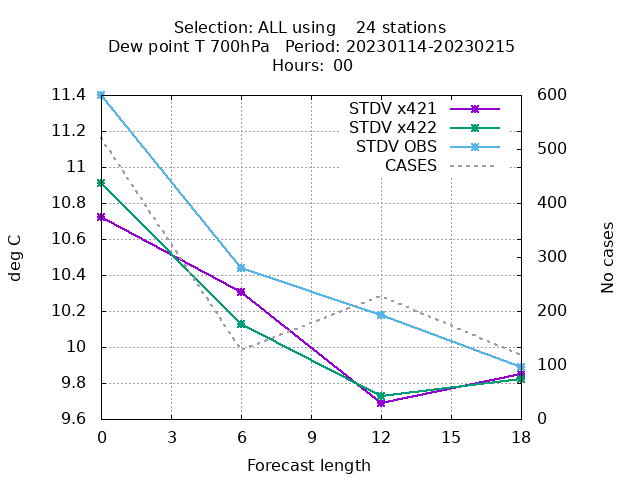 Selection: ALL using    24 stations
Dew point T 700hPa   Period: 20230114-20230215
Hours:  00
11.4
11.2
11
10.8
10.6
10.4
10.2
10
9.8
9.6
deg C
STDV x421
STDV x422
STDV OBS
CASES
600
500
400
300
200
100
0
No cases
0 3 6 9 12 15 18
Forecast length